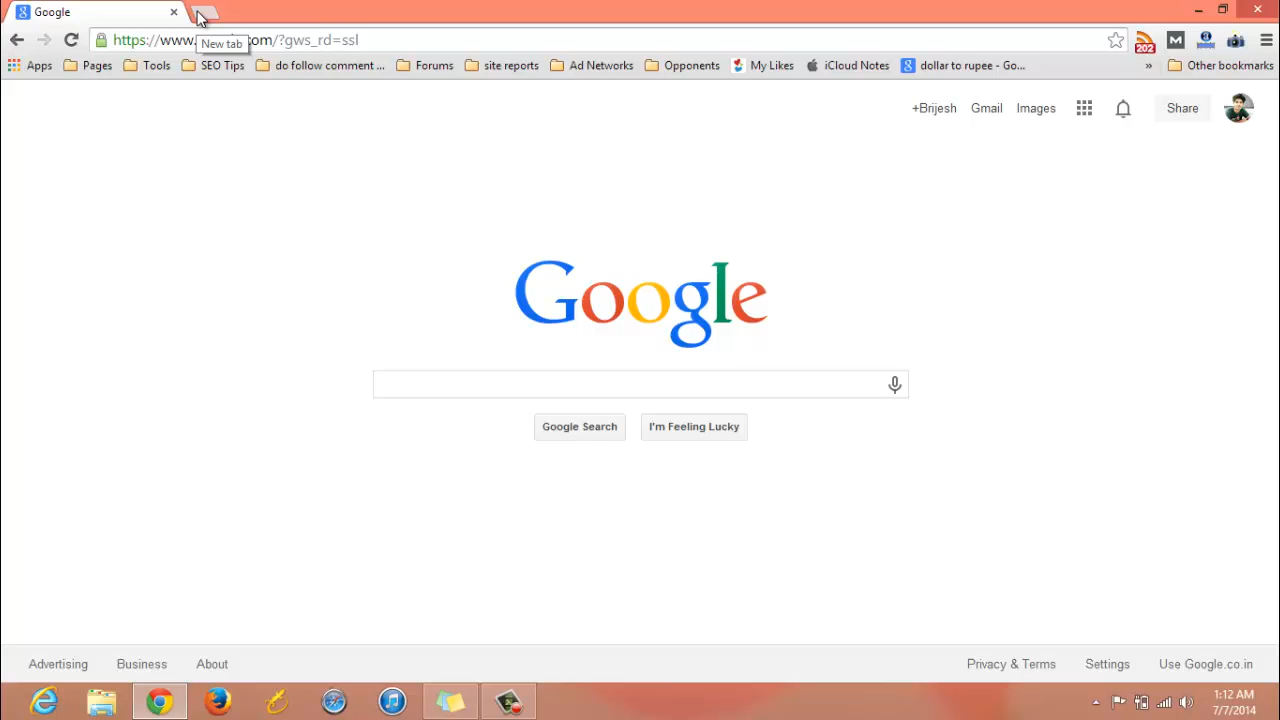 Google
https://www. com/?gws_rd=ssl
New tab
202
M
Apps Pages Tools SEO Tips do follow comment ... Forums site reports Ad Networks Opponents My Likes iCloud Notes dollar to rupee - Go... » Other bookmarks
+Brijesh Gmail Images Share
Google
Google Search I'm Feeling Lucky
Advertising Business About Privacy & Terms Settings Use Google.co.in
1:12 AM
7/7/2014